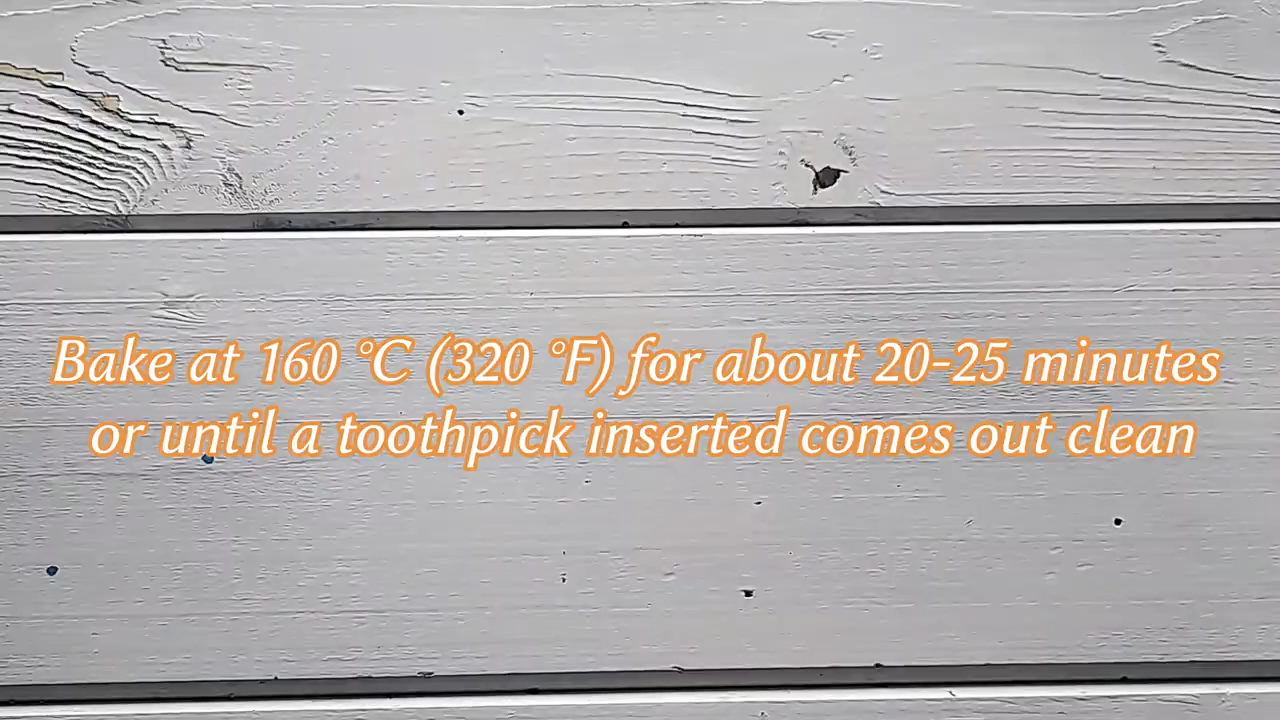 Bake at 160 °C (320 °F) for about 20-25 minutes
or until a toothpick inserted comes out clean